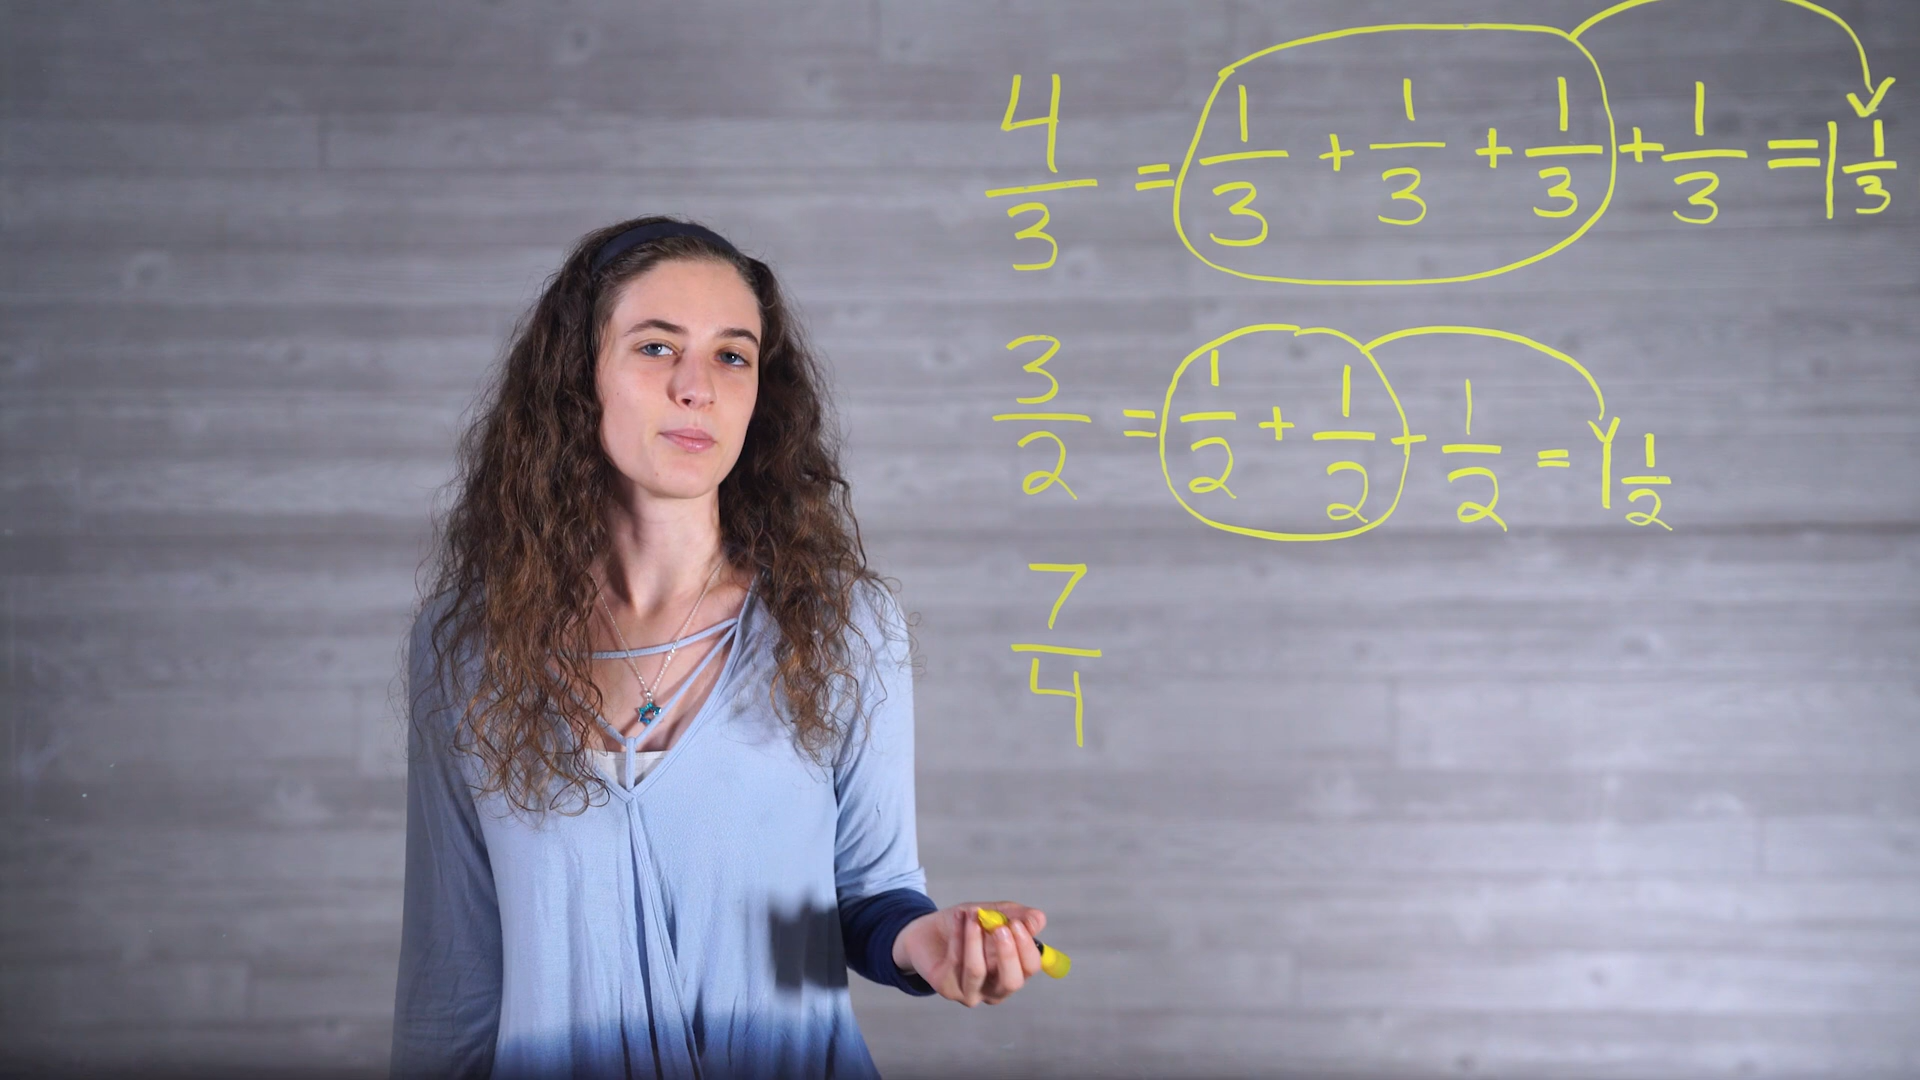 4/3 = 1/3 + 1/3 + 1/3 + 1/3 = 1 1/3
3/2 = 1/2 + 1/2 + 1/2 = 1 1/2
7/4